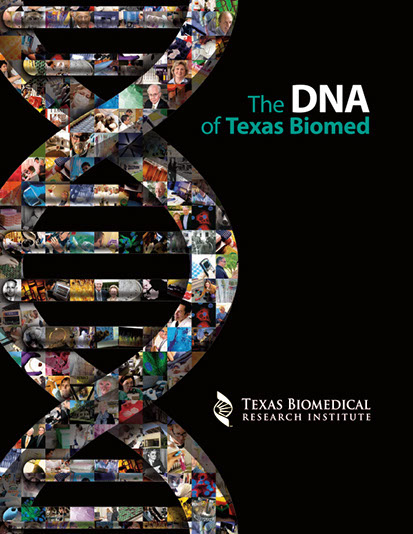 The DNA
of Texas Biomed
TEXAS BIOMEDICAL
RESEARCH INSTITUTE